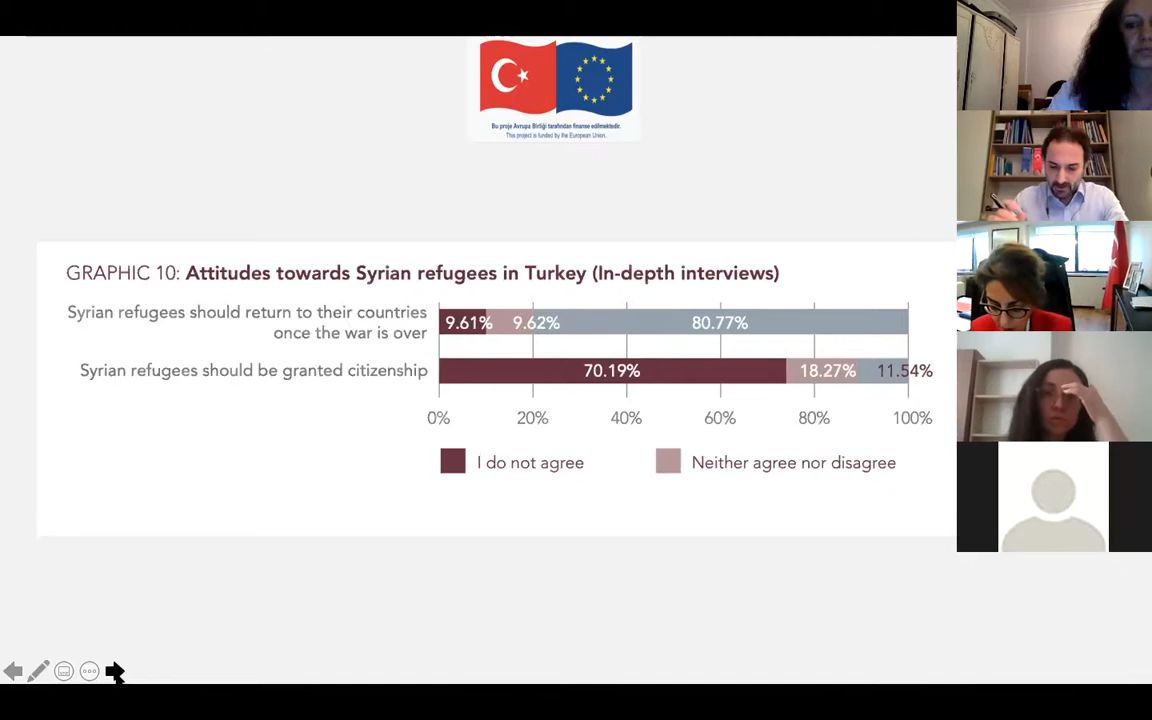 Bu proje Avrupa Birliği tarafından finanse edilmektedir.
This project is funded by the European Union.
GRAPHIC 10: Attitudes towards Syrian refugees in Turkey (In-depth interviews)
Syrian refugees should return to their countries
once the war is over
9.61% 9.62% 80.77%
Syrian refugees should be granted citizenship
70.19% 18.27% 11.54%
0% 20% 40% 60% 80% 100%
I do not agree Neither agree nor disagree